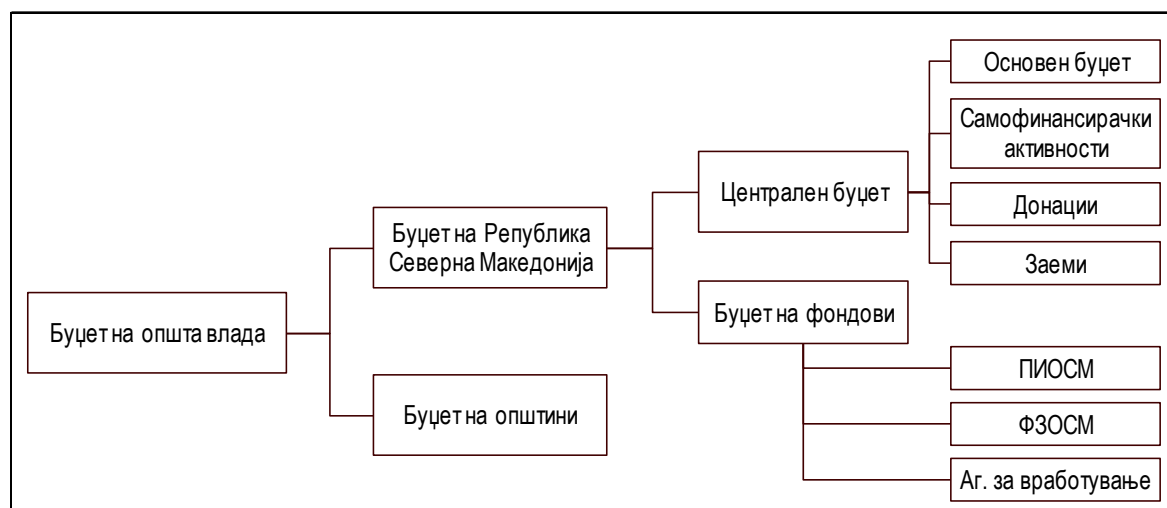 Основен буџет
Самофинансирачки
активности
Централен буџет
Донации
Буџет на Република
Северна Македонија
Заеми
Буџет на општа влада
Буџет на фондови
Буџет на општини
ПИОСМ
ФЗОСМ
Аг. за вработување